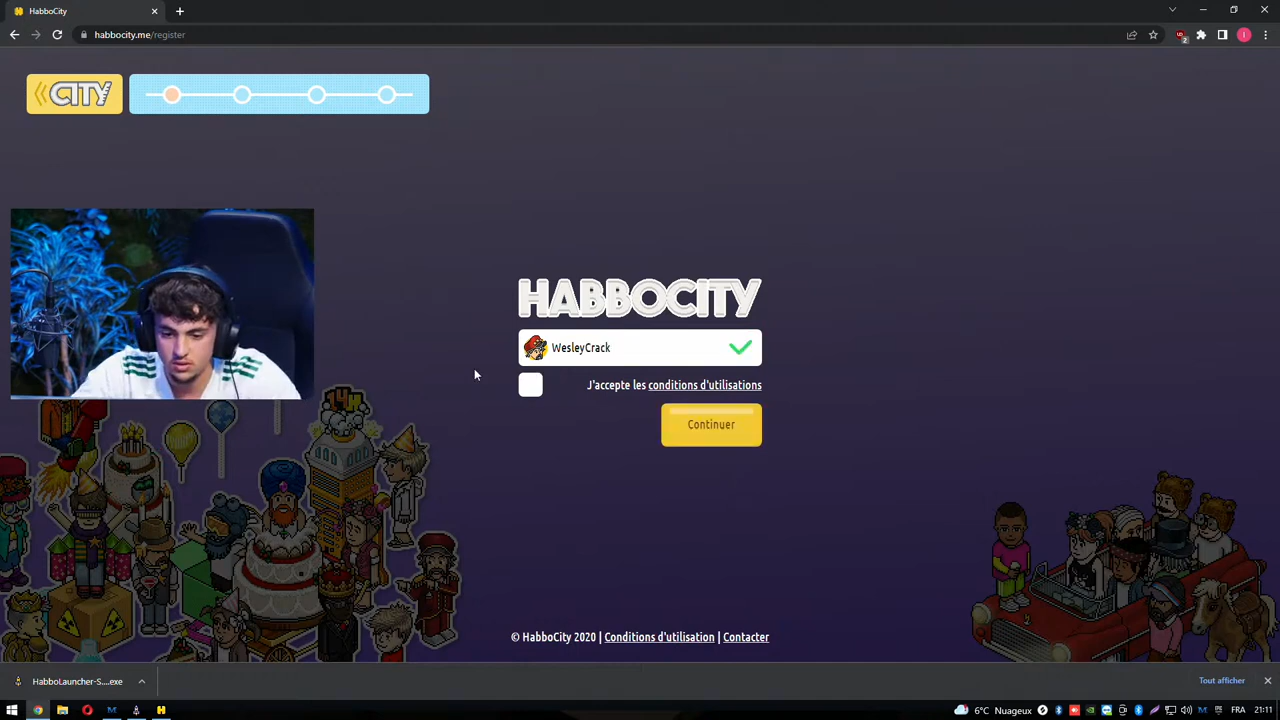 HabboCity
habbocity.me/register
2
I
CITY
HABBOCITY
WesleyCrack
J'accepte les conditions d'utilisations
Continuer
© HabboCity 2020 | Conditions d'utilisation | Contacter
HabboLauncher-S....exe
Tout afficher
6°C Nuageux
FRA
21:11